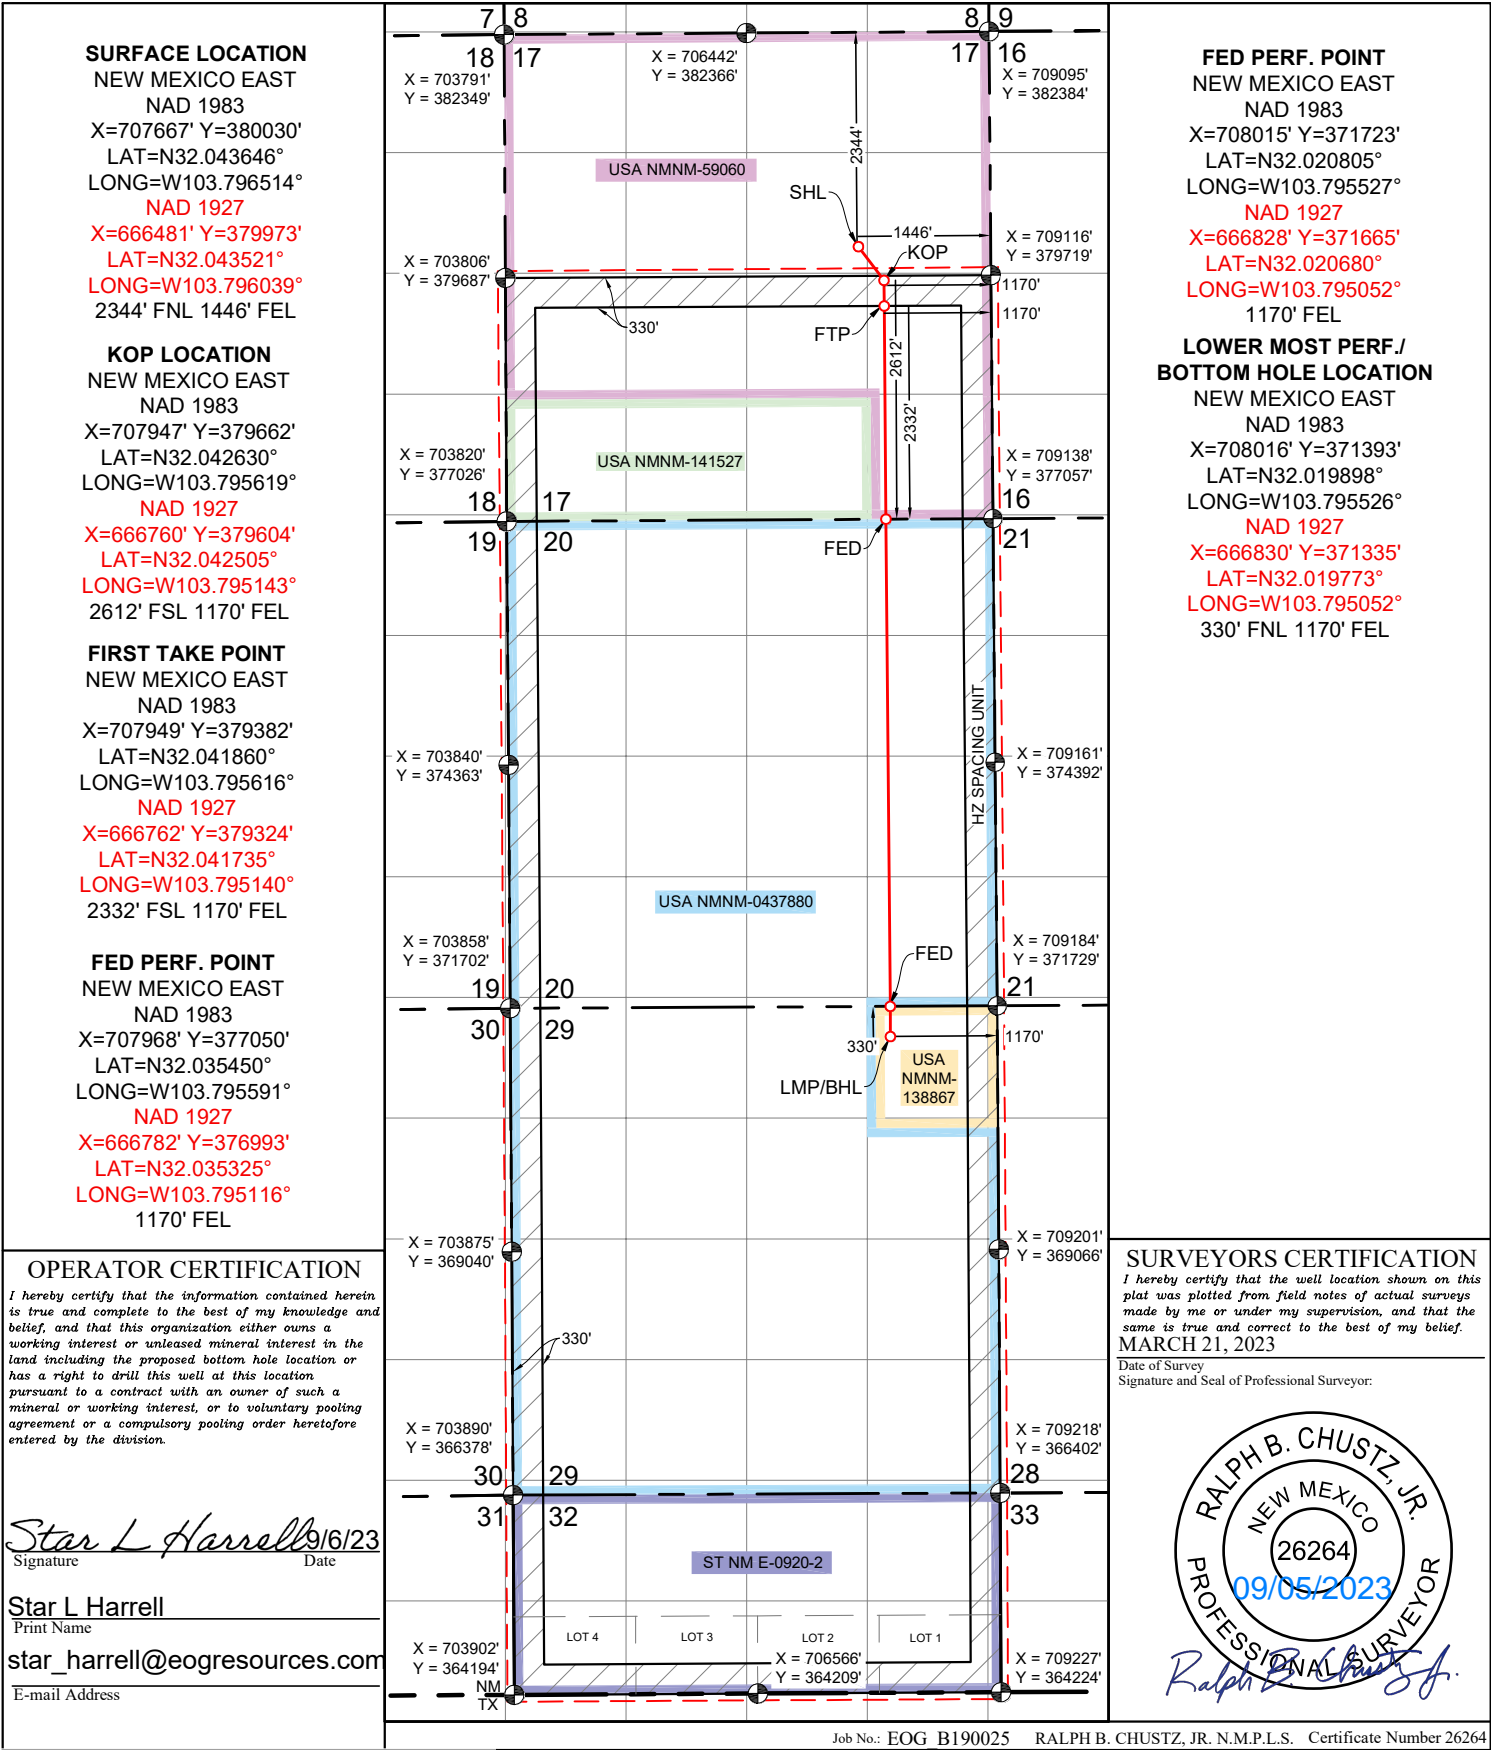 SURFACE LOCATION
NEW MEXICO EAST
NAD 1983
X=707667' Y=380030'
LAT=N32.043646°
LONG=W103.796514°
NAD 1927
X=666481' Y=379973'
LAT=N32.043521°
LONG=W103.796039°
2344' FNL 1446' FEL
KOP LOCATION
NEW MEXICO EAST
NAD 1983
X=707947' Y=379662'
LAT=N32.042630°
LONG=W103.795619°
NAD 1927
X=666760' Y=379604'
LAT=N32.042505°
LONG=W103.795143°
2612' FSL 1170' FEL
FIRST TAKE POINT
NEW MEXICO EAST
NAD 1983
X=707949' Y=379382'
LAT=N32.041860°
LONG=W103.795616°
NAD 1927
X=666762' Y=379324'
LAT=N32.041735°
LONG=W103.795140°
2332' FSL 1170' FEL
FED PERF. POINT
NEW MEXICO EAST
NAD 1983
X=707968' Y=377050'
LAT=N32.035450°
LONG=W103.795591°
NAD 1927
X=666782' Y=376993'
LAT=N32.035325°
LONG=W103.795116°
1170' FEL
OPERATOR CERTIFICATION
I hereby certify that the information contained herein
is true and complete to the best of my knowledge and
belief, and that this organization either owns a
working interest or unleased mineral interest in the
land including the proposed bottom hole location or
has a right to drill this well at this location
pursuant to a contract with an owner of such a
mineral or working interest, or to voluntary pooling
agreement or a compulsory pooling order heretofore
entered by the division.
Star L Harrell 9/6/23
Signature Date
Star L Harrell
Print Name
star_harrell@eogresources.com
E-mail Address
7 8 8 9
18 17 17 16
X = 703791'
Y = 382349'
X = 706442'
Y = 382366'
X = 709095'
Y = 382384'
2344'
USA NMNM-59060
SHL
1446'
KOP
X = 703806'
Y = 379687'
X = 709116'
Y = 379719'
1170'
330'
1170'
FTP
2612'
2332'
USA NMNM-141527
X = 703820'
Y = 377026'
X = 709138'
Y = 377057'
18 17 16
19 20 21
FED
HZ SPACING UNIT
X = 703840'
Y = 374363'
X = 709161'
Y = 374392'
USA NMNM-0437880
X = 703858'
Y = 371702'
FED
X = 709184'
Y = 371729'
19 20 21
30 29
330'
1170'
LMP/BHL
USA
NMNM-
138867
X = 703875'
Y = 369040'
X = 709201'
Y = 369066'
330'
X = 703890'
Y = 366378'
X = 709218'
Y = 366402'
30 29 28
31 32 33
ST NM E-0920-2
LOT 4 LOT 3 LOT 2 LOT 1
X = 703902'
Y = 364194'
X = 706566'
Y = 364209'
X = 709227'
Y = 364224'
NM
TX
FED PERF. POINT
NEW MEXICO EAST
NAD 1983
X=708015' Y=371723'
LAT=N32.020805°
LONG=W103.795527°
NAD 1927
X=666828' Y=371665'
LAT=N32.020680°
LONG=W103.795052°
1170' FEL
LOWER MOST PERF./
BOTTOM HOLE LOCATION
NEW MEXICO EAST
NAD 1983
X=708016' Y=371393'
LAT=N32.019898°
LONG=W103.795526°
NAD 1927
X=666830' Y=371335'
LAT=N32.019773°
LONG=W103.795052°
330' FNL 1170' FEL
SURVEYORS CERTIFICATION
I hereby certify that the well location shown on this
plat was plotted from field notes of actual surveys
made by me or under my supervision, and that the
same is true and correct to the best of my belief.
MARCH 21, 2023
Date of Survey
Signature and Seal of Professional Surveyor:
RALPH B. CHUSTZ, JR.
NEW MEXICO
26264
09/05/2023
PROFESSIONAL SURVEYOR
Ralph B. Chustz Jr.
Job No.: EOG_B190025 RALPH B. CHUSTZ, JR. N.M.P.L.S. Certificate Number 26264